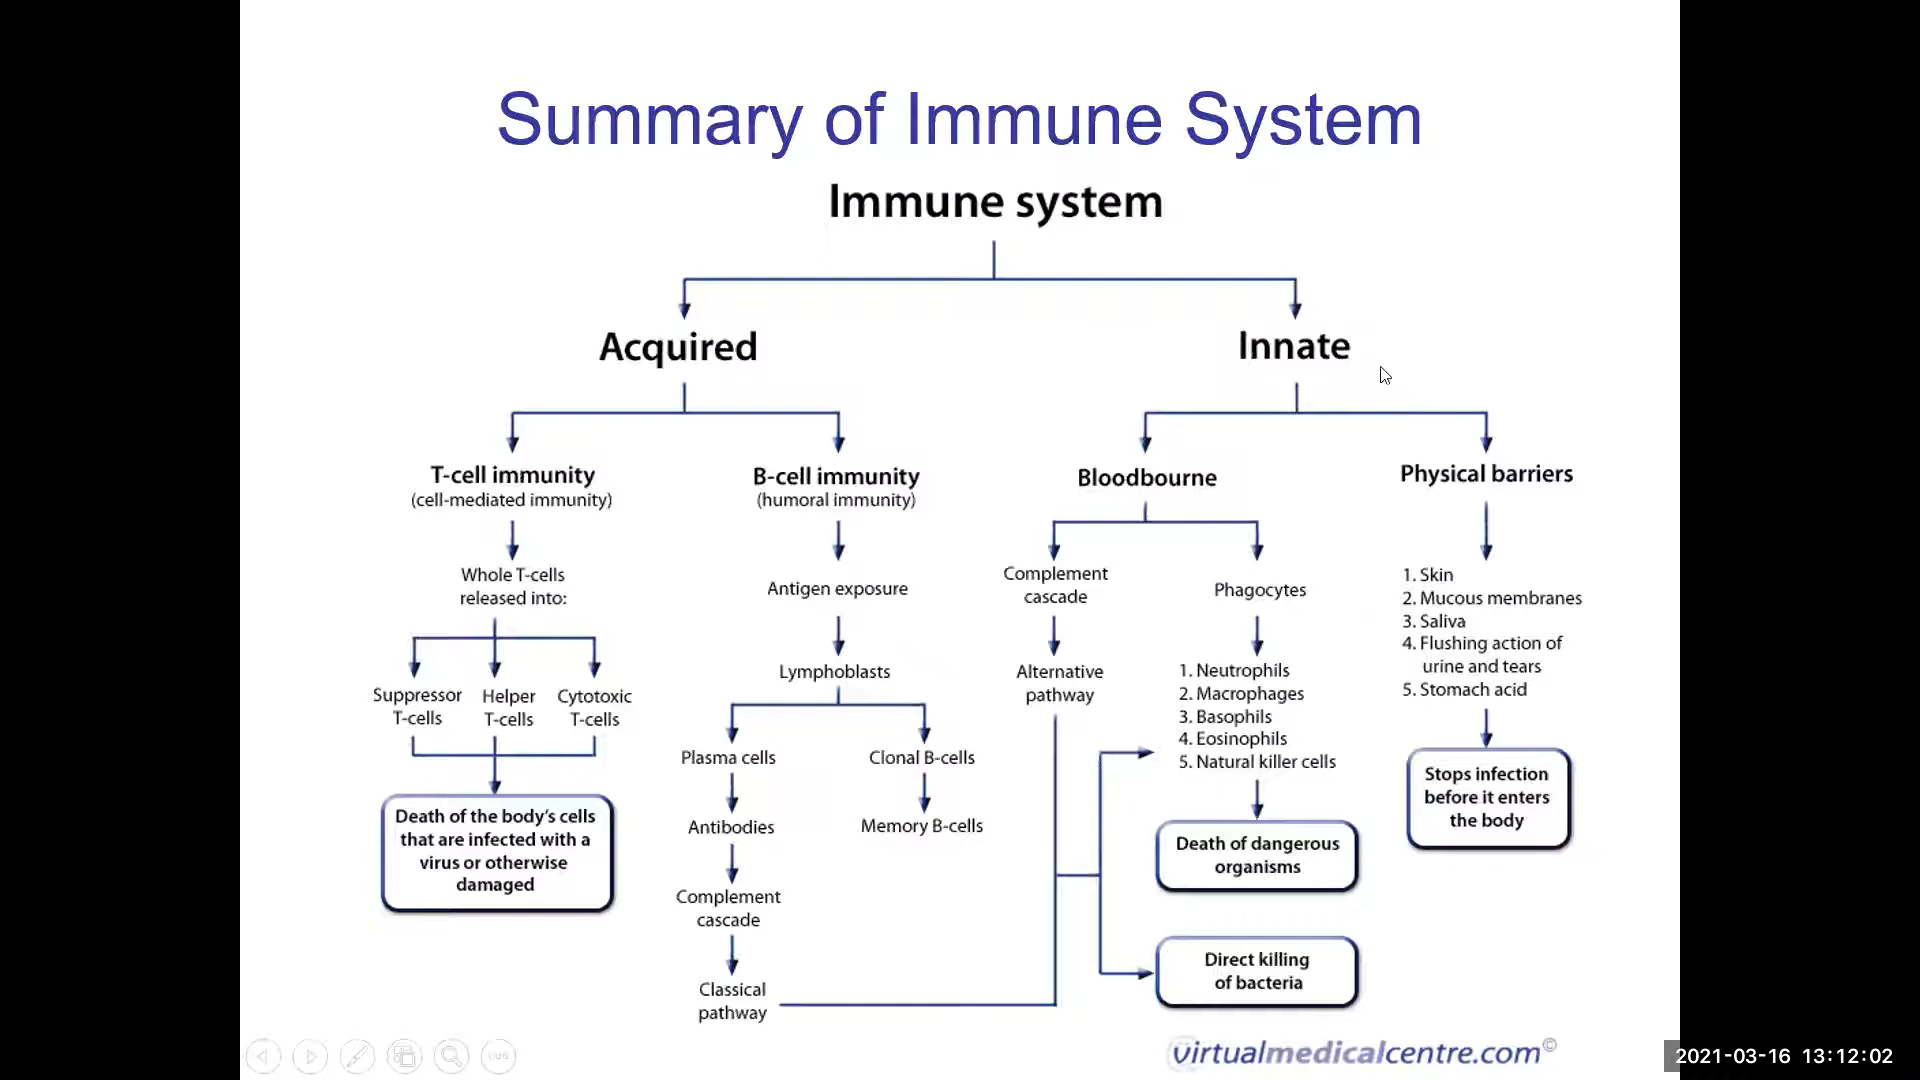 Summary of Immune System
Immune system
Acquired
Innate
T-cell immunity
(cell-mediated immunity)
B-cell immunity
(humoral immunity)
Bloodbourne
Physical barriers
Whole T-cells
released into:
Antigen exposure
Complement
cascade
Phagocytes
1. Skin
2. Mucous membranes
3. Saliva
4. Flushing action of
urine and tears
5. Stomach acid
Suppressor
T-cells
Helper
T-cells
Cytotoxic
T-cells
Lymphoblasts
Alternative
pathway
1. Neutrophils
2. Macrophages
3. Basophils
4. Eosinophils
5. Natural killer cells
Plasma cells
Clonal B-cells
Stops infection
before it enters
the body
Death of the body's cells
that are infected with a
virus or otherwise
damaged
Antibodies
Memory B-cells
Death of dangerous
organisms
Complement
cascade
Direct killing
of bacteria
Classical
pathway
virtualmedicalcentre.com©
2021-03-16 13:12:02